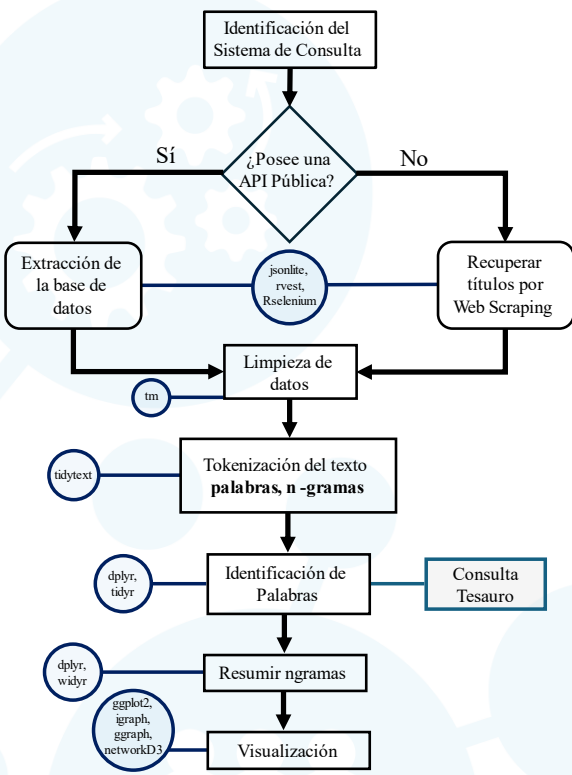 Identificación del
Sistema de Consulta
Sí
¿Posee una
API Pública?
No
Extracción de
la base de
datos
jsonlite,
rvest,
Rselenium
Recuperar
títulos por
Web Scraping
Limpieza de
datos
tm
Tokenización del texto
palabras, n -gramas
tidytext
Identificación de
Palabras
dplyr,
tidyr
Consulta
Tesauro
Resumir ngramas
dplyr,
widyr
ggplot2,
igraph,
ggraph,
networkD3
Visualización